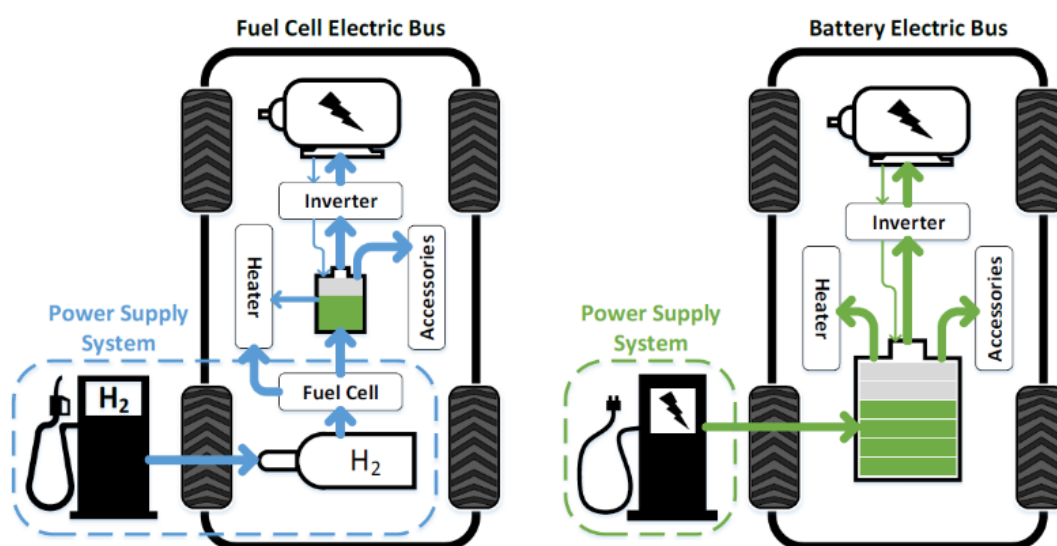 Fuel Cell Electric Bus
Inverter
Heater
Accessories
Power Supply
System
H2
Fuel Cell
H2
Battery Electric Bus
Inverter
Heater
Accessories
Power Supply
System